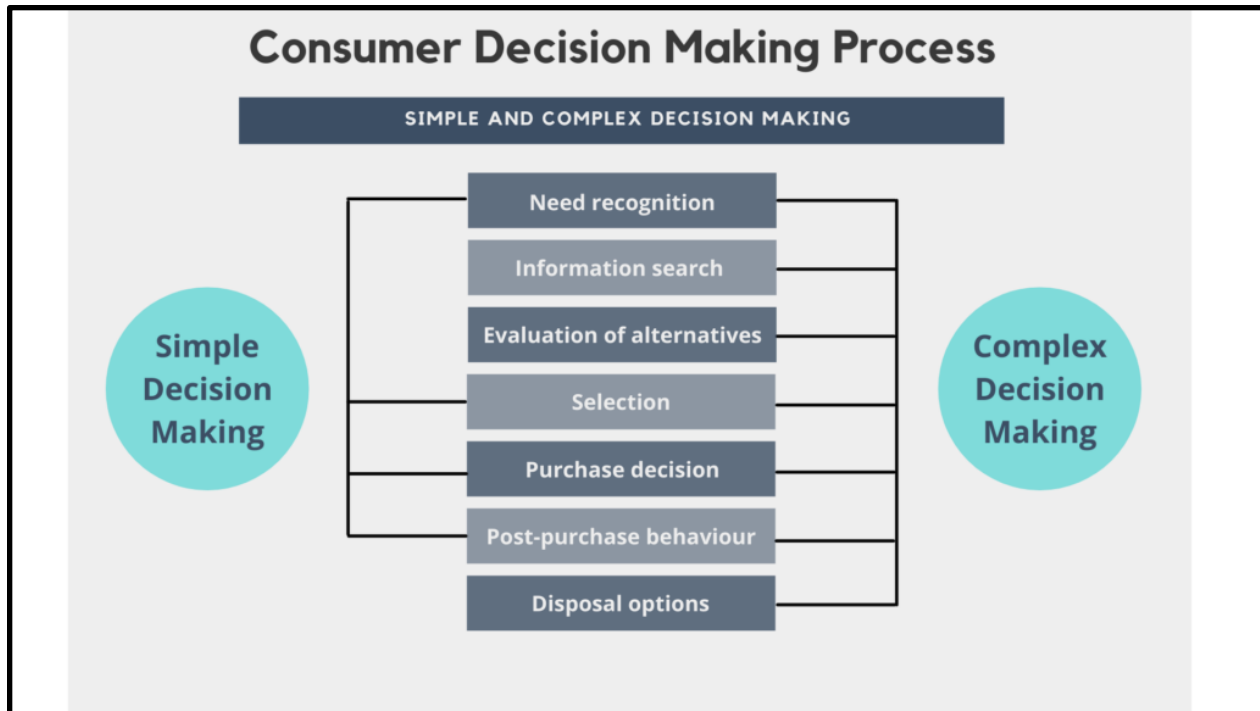 Consumer Decision Making Process
SIMPLE AND COMPLEX DECISION MAKING
Need recognition
Information search
Evaluation of alternatives
Selection
Purchase decision
Post-purchase behaviour
Disposal options
Simple
Decision
Making
Complex
Decision
Making